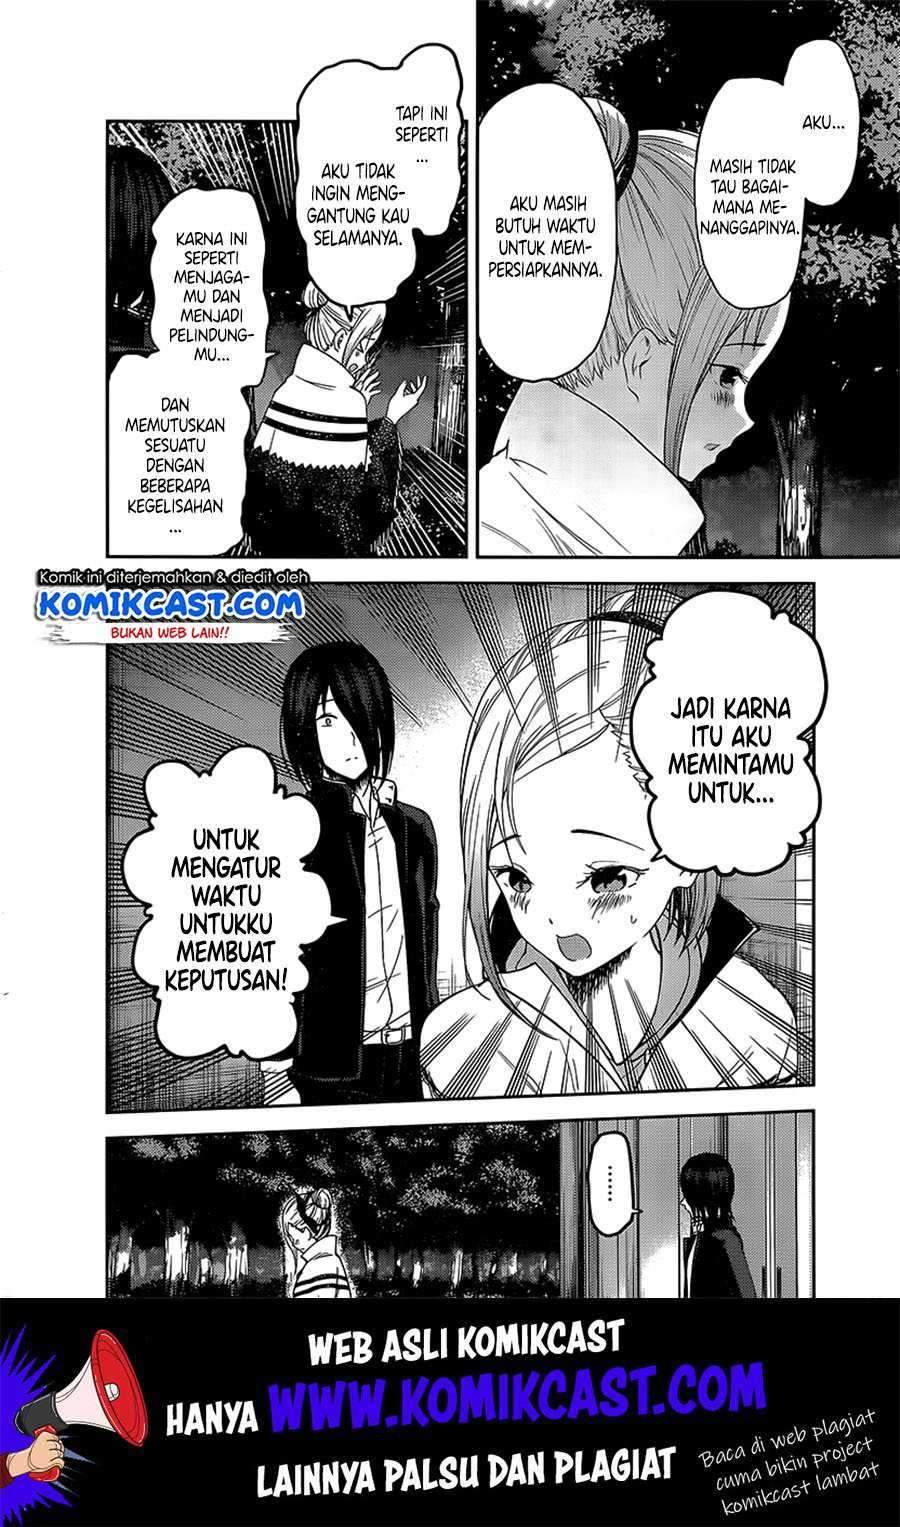 AKU...
MASIH TIDAK
TAU BAGAI-
MANA ME-
NANGGAPINYA.
AKU MASIH
BUTUH WAKTU
UNTUK MEM-
PERSIAPKANNYA.
TAPI INI
SEPERTI
...
AKU TIDAK
INGIN MENG-
GANTUNG KAU
SELAMANYA.
KARNA INI
SEPERTI
MENJAGA-
MU DAN
MENJADI
PELINDUNG-
MU...
DAN
MEMUTUSKAN
SESUATU
DENGAN
BEBERAPA
KEGELISAHAN
...
Komik ini diterjemahkan & diedit oleh
KOMIKCAST.COM
BUKAN WEB LAIN!!
JADI KARNA
ITU AKU
MEMINTAMU
UNTUK...
UNTUK
MENGATUR
WAKTU
UNTUKKU
MEMBUAT
KEPUTUSAN!
........
WEB ASLI KOMIKCAST
HANYA WWW.KOMIKCAST.COM
LAINNYA PALSU DAN PLAGIAT
Baca di web plagiat
cuma bikin project
komikcast lambat